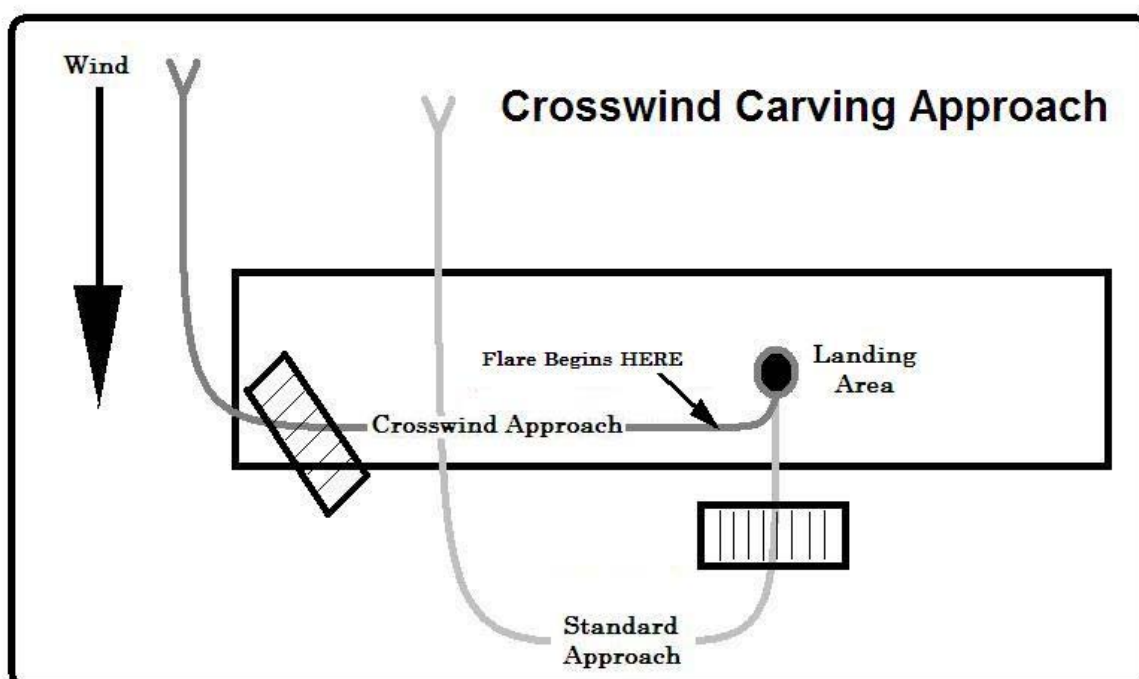 Wind
Crosswind Carving Approach
Flare Begins HERE
Landing
Area
Crosswind Approach
Standard
Approach